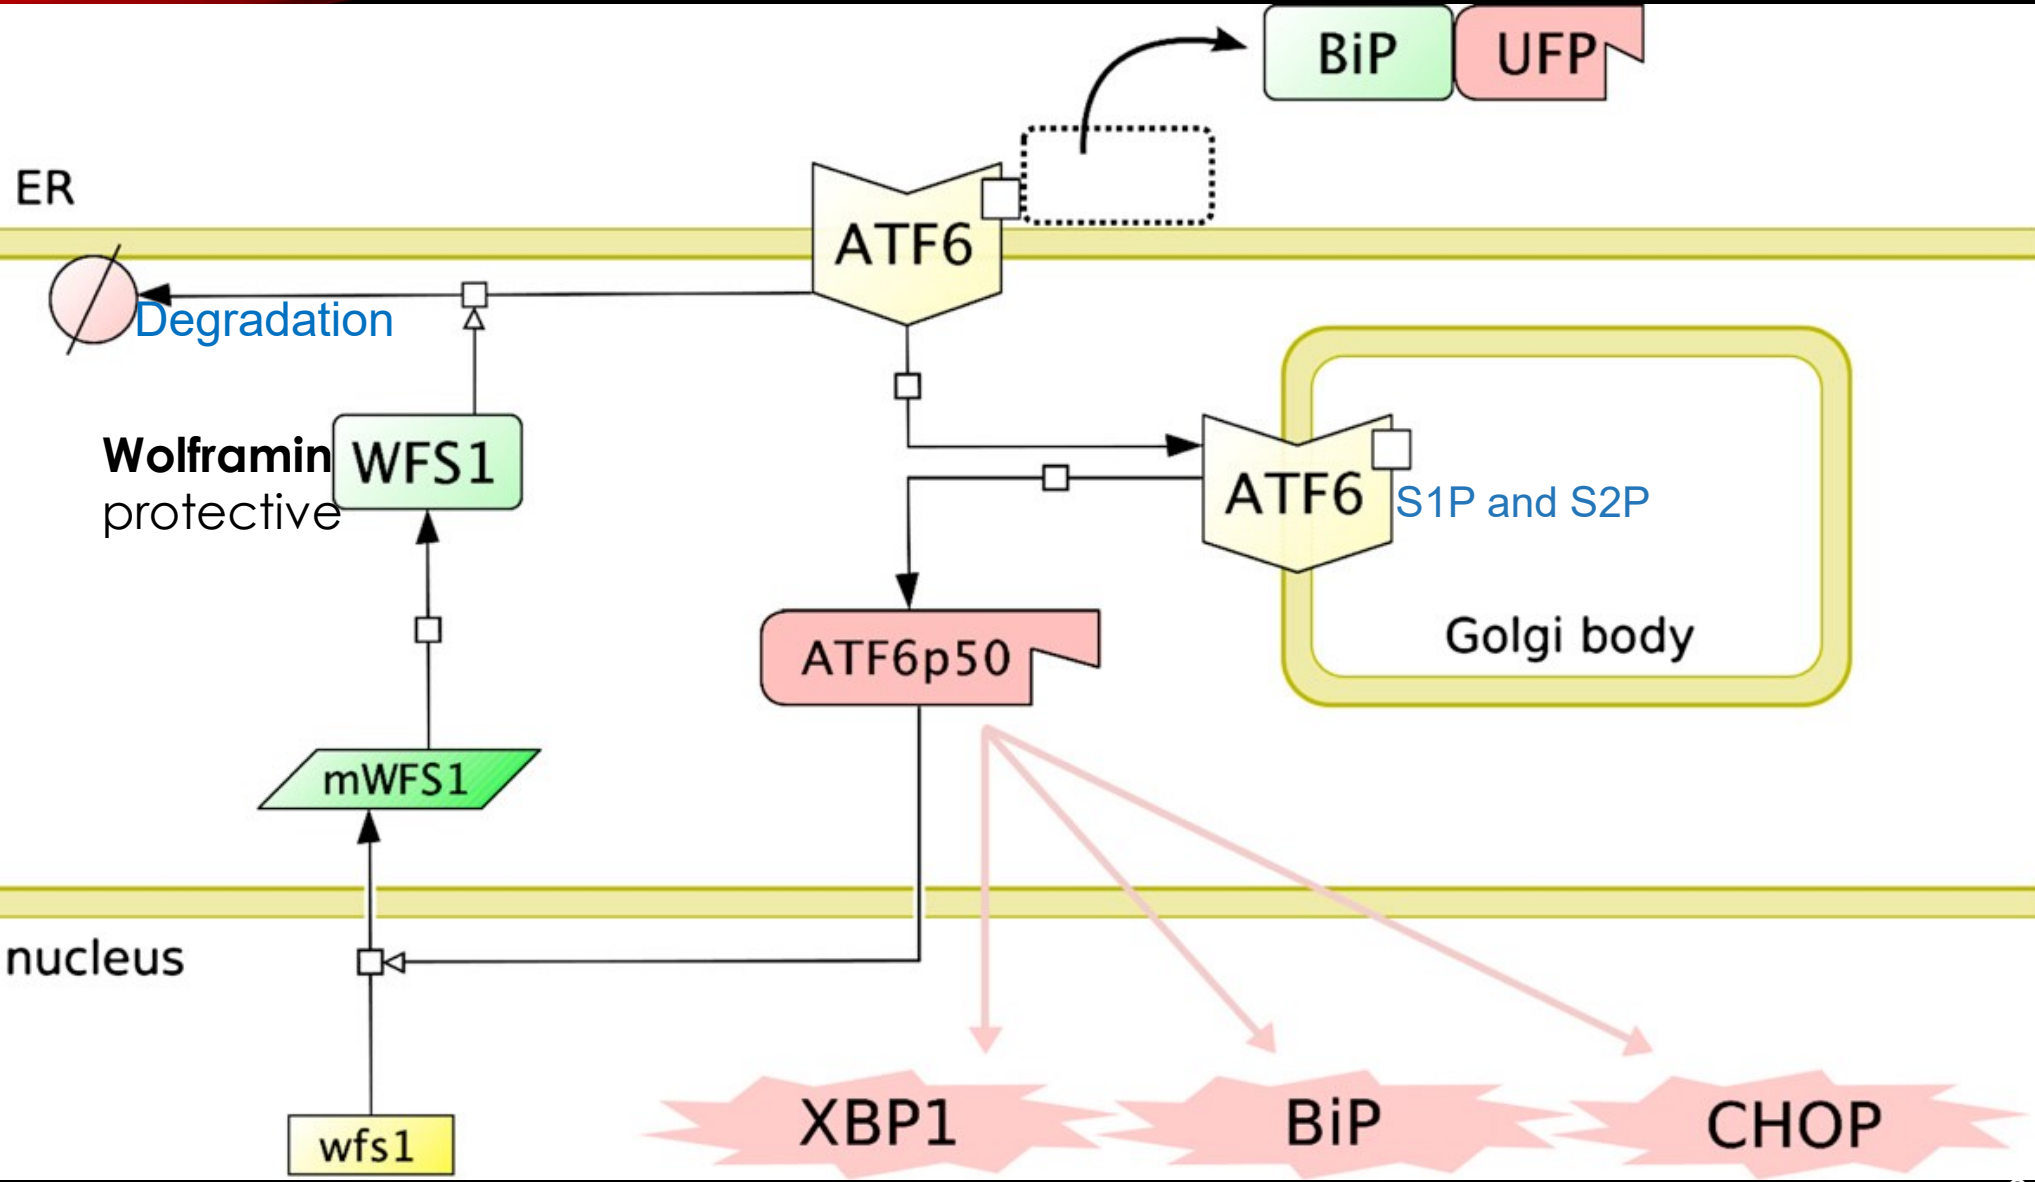 BiP
UFP
ER
ATF6
Degradation
Wolframin
protective
WFS1
ATF6
S1P and S2P
Golgi body
ATF6p50
mWFS1
nucleus
wfs1
XBP1
BiP
CHOP